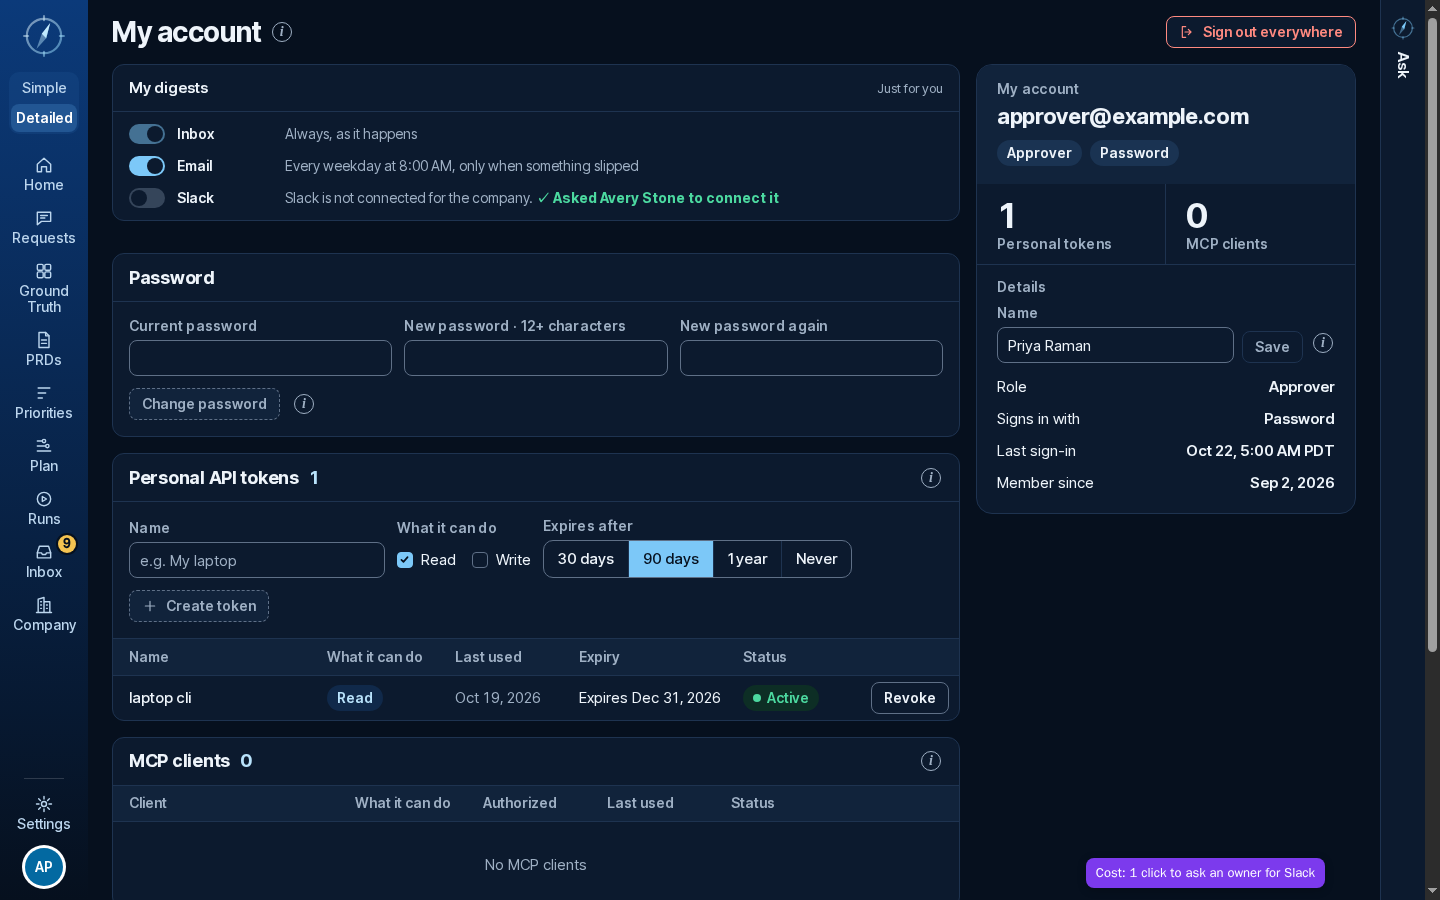 Simple
Detailed
Home
Requests
Ground
Truth
PRDs
Priorities
Plan
Runs
9
Inbox
Company
Settings
AP
My account
Sign out everywhere
My digests
Just for you
Inbox
Always, as it happens
Email
Every weekday at 8:00 AM, only when something slipped
Slack
Slack is not connected for the company. ✓ Asked Avery Stone to connect it
Password
Current password
New password · 12+ characters
New password again
Change password
Personal API tokens 1
Name
What it can do
Expires after
e.g. My laptop
Read
Write
30 days
90 days
1 year
Never
Create token
Name What it can do Last used Expiry Status
laptop cli Read Oct 19, 2026 Expires Dec 31, 2026 Active Revoke
MCP clients 0
Client What it can do Authorized Last used Status
No MCP clients
My account
approver@example.com
Approver Password
1
Personal tokens
0
MCP clients
Details
Name
Priya Raman
Save
Role Approver
Signs in with Password
Last sign-in Oct 22, 5:00 AM PDT
Member since Sep 2, 2026
Cost: 1 click to ask an owner for Slack
Ask